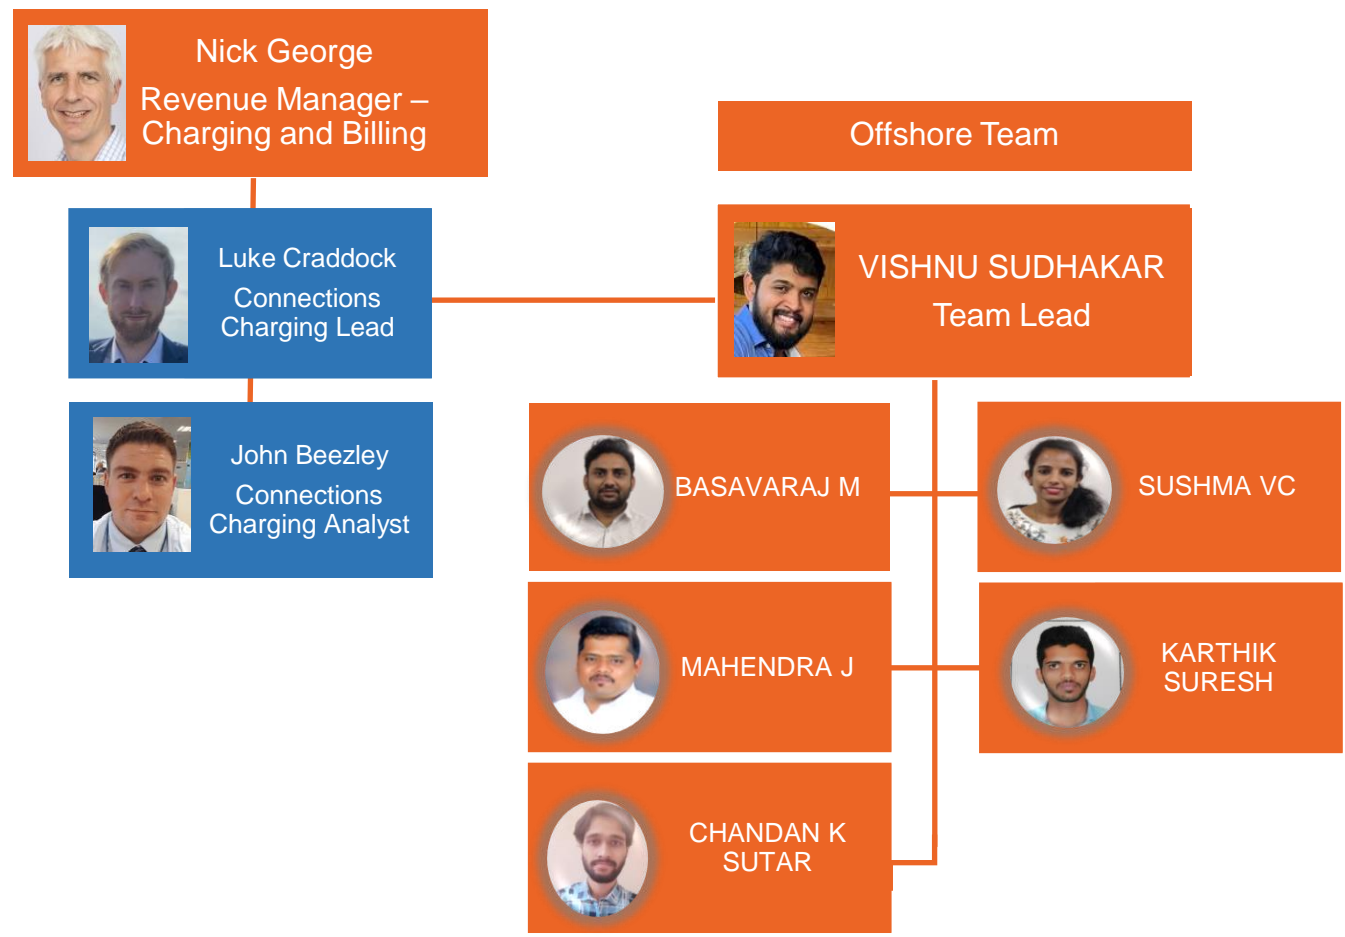 Nick George
Revenue Manager –
Charging and Billing
Offshore Team
Luke Craddock
Connections
Charging Lead
VISHNU SUDHAKAR
Team Lead
John Beezley
Connections
Charging Analyst
BASAVARAJ M
SUSHMA VC
MAHENDRA J
KARTHIK
SURESH
CHANDAN K
SUTAR